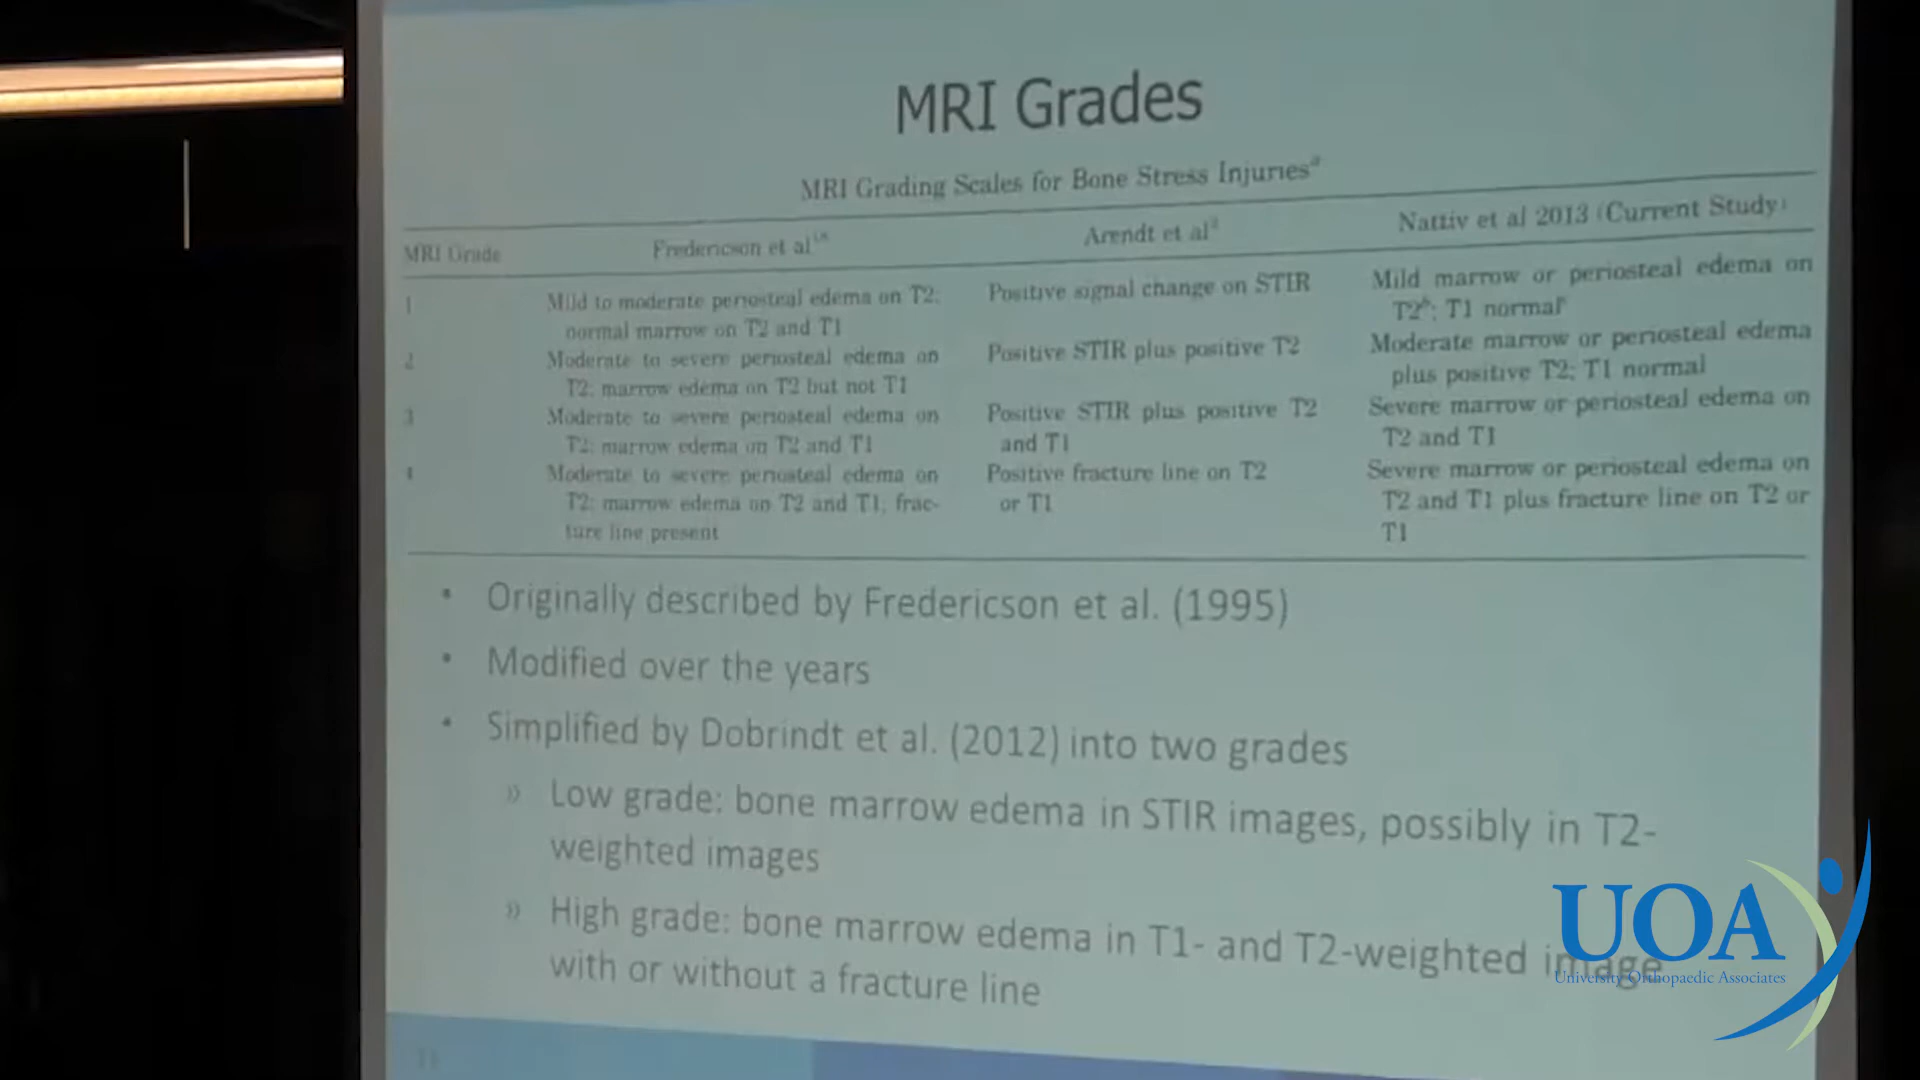 MRI Grades
MRI Grading Scales for Bone Stress Injuriesa
MRI Grade Fredericson et al Arendt et al Nattiv et al 2013 (Current Study)
1 Mild to moderate periosteal edema on T2; Positive signal change on STIR Mild marrow or periosteal edema on
normal marrow on T2 and T1 T2b; T1 normal
2 Moderate to severe periosteal edema on Positive STIR plus positive T2 Moderate marrow or periosteal edema
T2; marrow edema on T2 but not T1 plus positive T2; T1 normal
3 Moderate to severe periosteal edema on Positive STIR plus positive T2 Severe marrow or periosteal edema on
T2; marrow edema on T2 and T1 and T1 T2 and T1
4 Moderate to severe periosteal edema on Positive fracture line on T2 Severe marrow or periosteal edema on
T2; marrow edema on T2 and T1, frac- or T1 T2 and T1 plus fracture line on T2 or
ture line present T1
• Originally described by Fredericson et al. (1995)
• Modified over the years
• Simplified by Dobrindt et al. (2012) into two grades
» Low grade: bone marrow edema in STIR images, possibly in T2-
weighted images
» High grade: bone marrow edema in T1- and T2-weighted image
with or without a fracture line
UOA
University Orthopaedic Associates